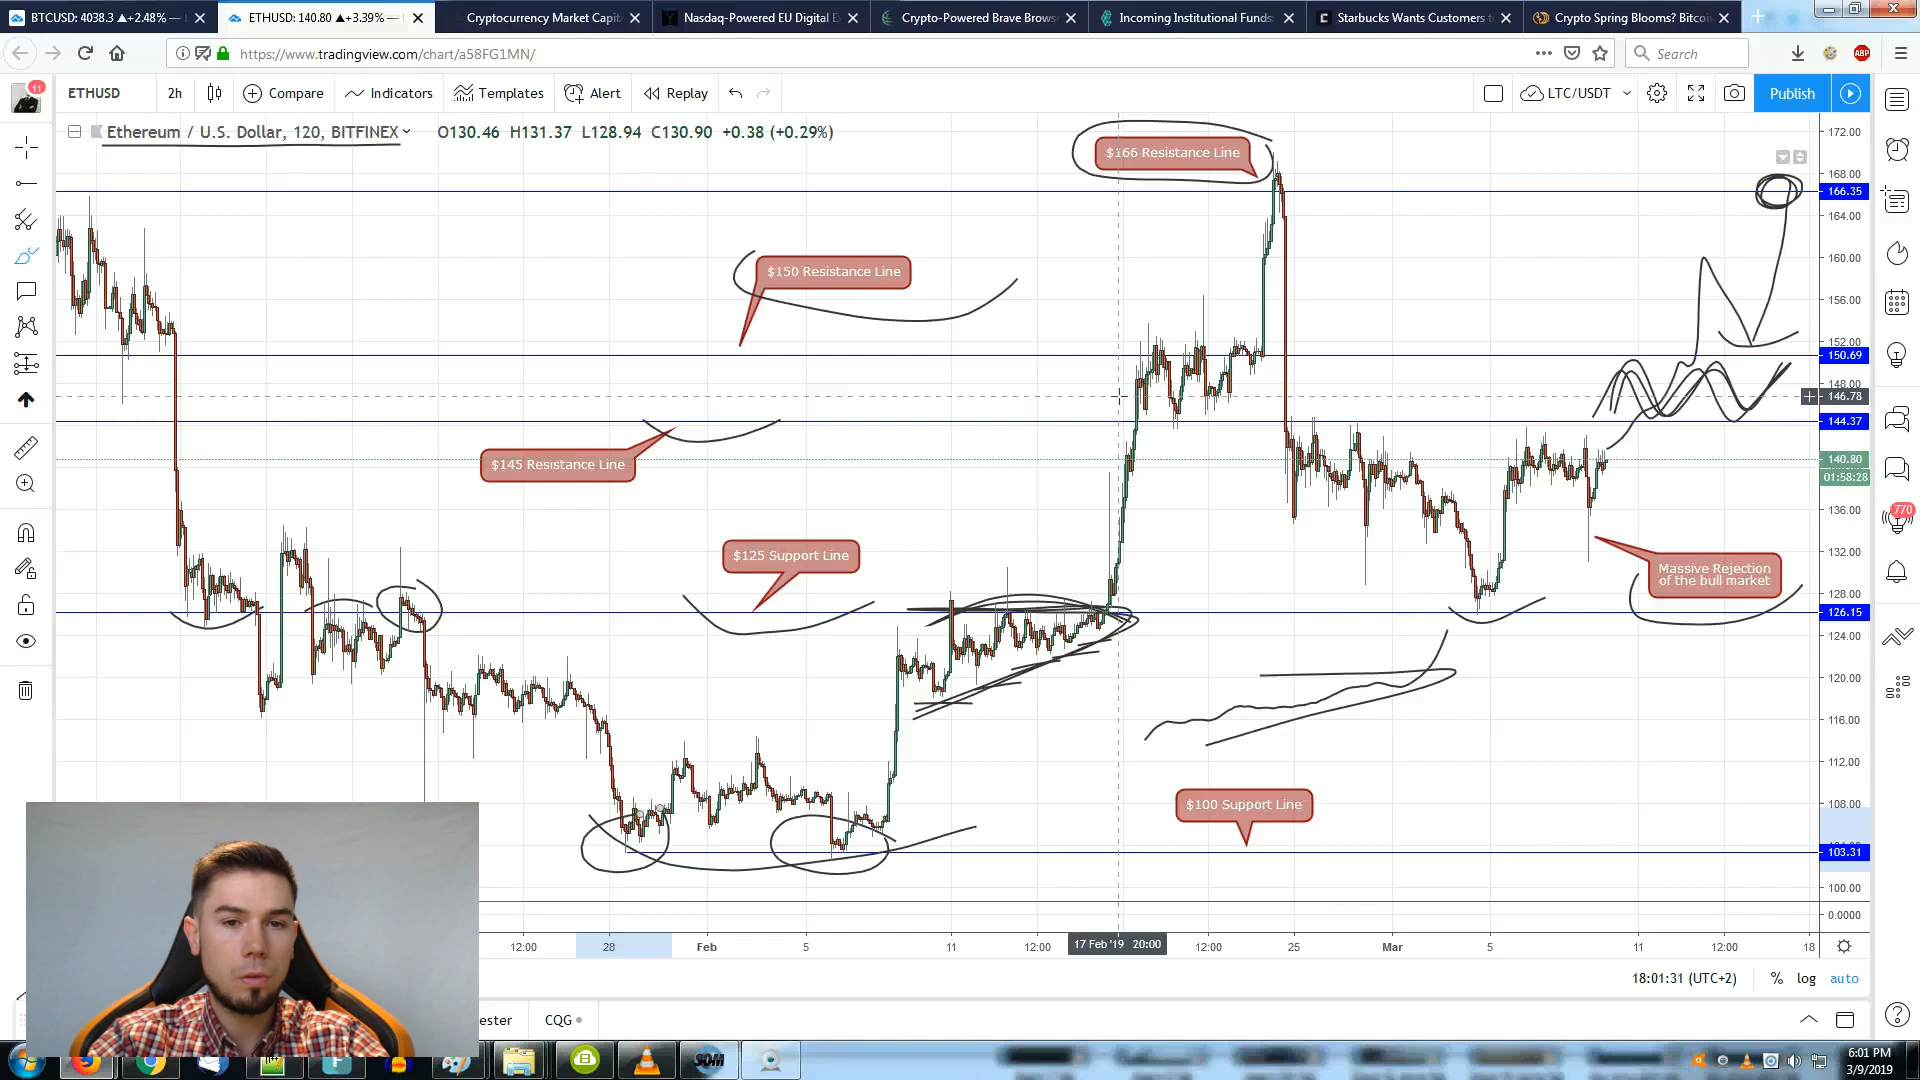 BTCUSD: 4038.3 ▲+2.48% —
ETHUSD: 140.80 ▲+3.39% —
Cryptocurrency Market Capit
Nasdaq-Powered EU Digital E
Crypto-Powered Brave Brows
Incoming Institutional Funds
Starbucks Wants Customers t
Crypto Spring Blooms? Bitcoi
https://www.tradingview.com/chart/a58FG1MN/
Search
ABP
11
ETHUSD
2h
Compare
Indicators
Templates
Alert
Replay
LTC/USDT
Publish
Ethereum / U.S. Dollar, 120, BITFINEX
O130.46 H131.37 L128.94 C130.90 +0.38 (+0.29%)
172.00
$166 Resistance Line
168.00
166.35
164.00
160.00
$150 Resistance Line
156.00
152.00
150.69
148.00
146.78
144.37
$145 Resistance Line
140.80
01:58:28
136.00
770
$125 Support Line
132.00
Massive Rejection
of the bull market
128.00
126.15
124.00
120.00
116.00
112.00
$100 Support Line
108.00
103.31
100.00
0.0000
12:00
28
Feb
5
11
12:00
17 Feb '19 20:00
12:00
25
Mar
5
11
12:00
18
18:01:31 (UTC+2)
%
log
auto
ester
CQG
SDM
6:01 PM
3/9/2019